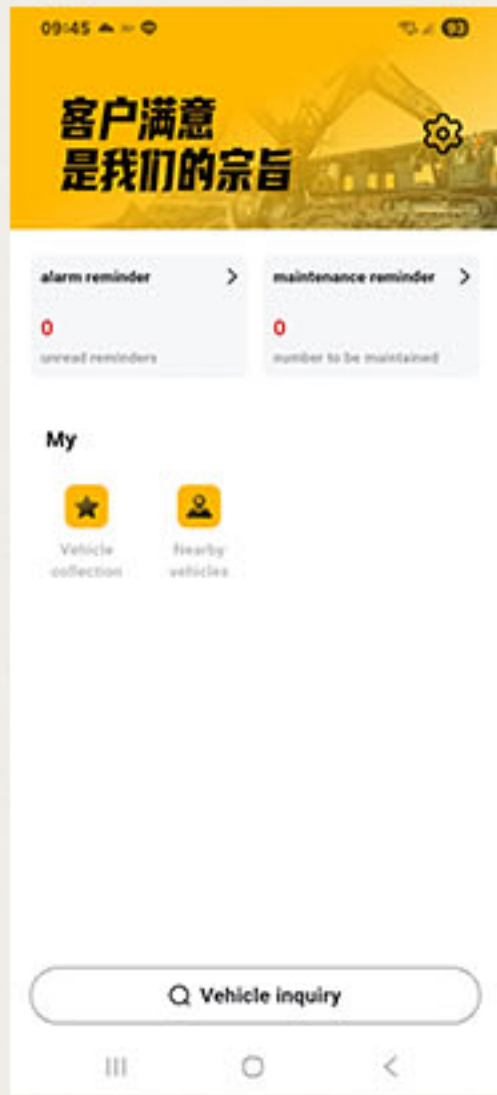 09:45
93
客户满意
是我们的宗旨
alarm reminder
maintenance reminder
0
0
unread reminders
number to be maintained
My
Vehicle
collection
Nearby
vehicles
Vehicle inquiry